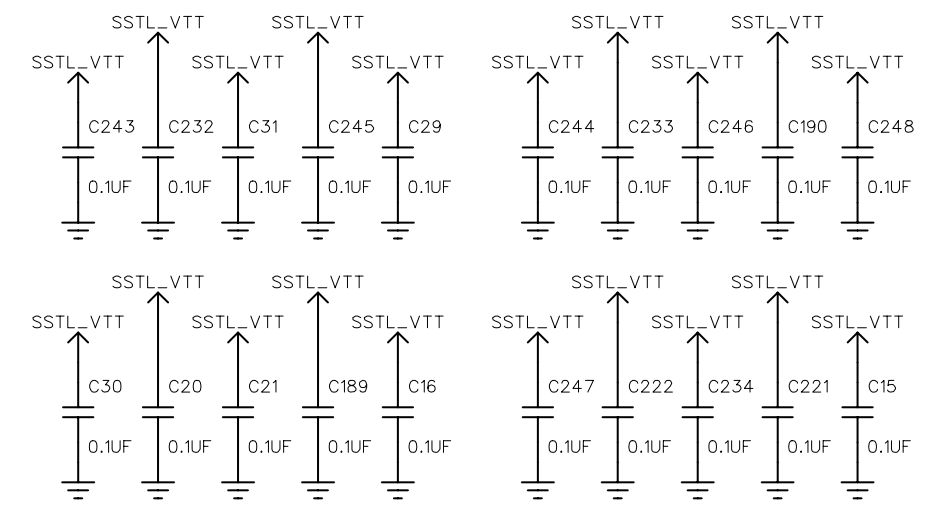 SSTL_VTT SSTL_VTT SSTL_VTT SSTL_VTT
SSTL_VTT SSTL_VTT SSTL_VTT SSTL_VTT SSTL_VTT SSTL_VTT
C243 C232 C31 C245 C29 C244 C233 C246 C190 C248
0.1UF 0.1UF 0.1UF 0.1UF 0.1UF 0.1UF 0.1UF 0.1UF 0.1UF 0.1UF
SSTL_VTT SSTL_VTT SSTL_VTT SSTL_VTT
SSTL_VTT SSTL_VTT SSTL_VTT SSTL_VTT SSTL_VTT SSTL_VTT
C30 C20 C21 C189 C16 C247 C222 C234 C221 C15
0.1UF 0.1UF 0.1UF 0.1UF 0.1UF 0.1UF 0.1UF 0.1UF 0.1UF 0.1UF